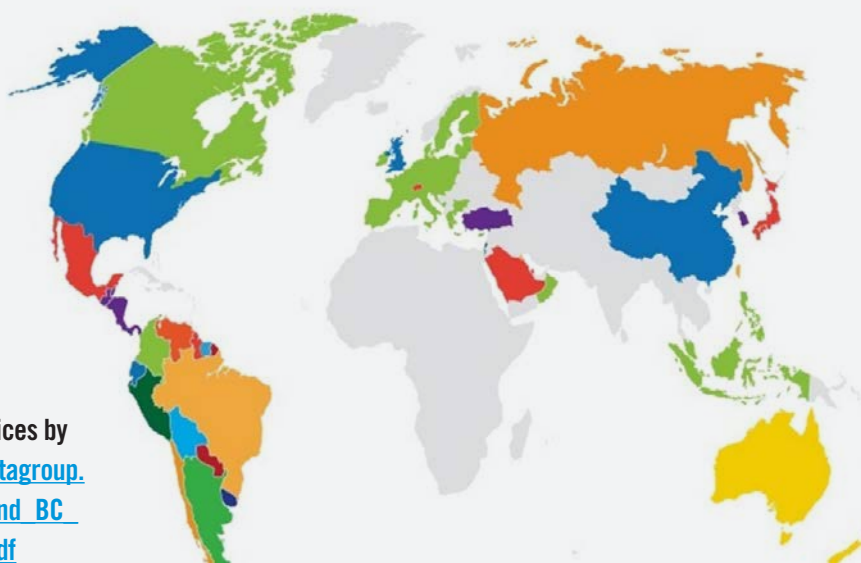 ices by
tagroup.
nd_BC_
df